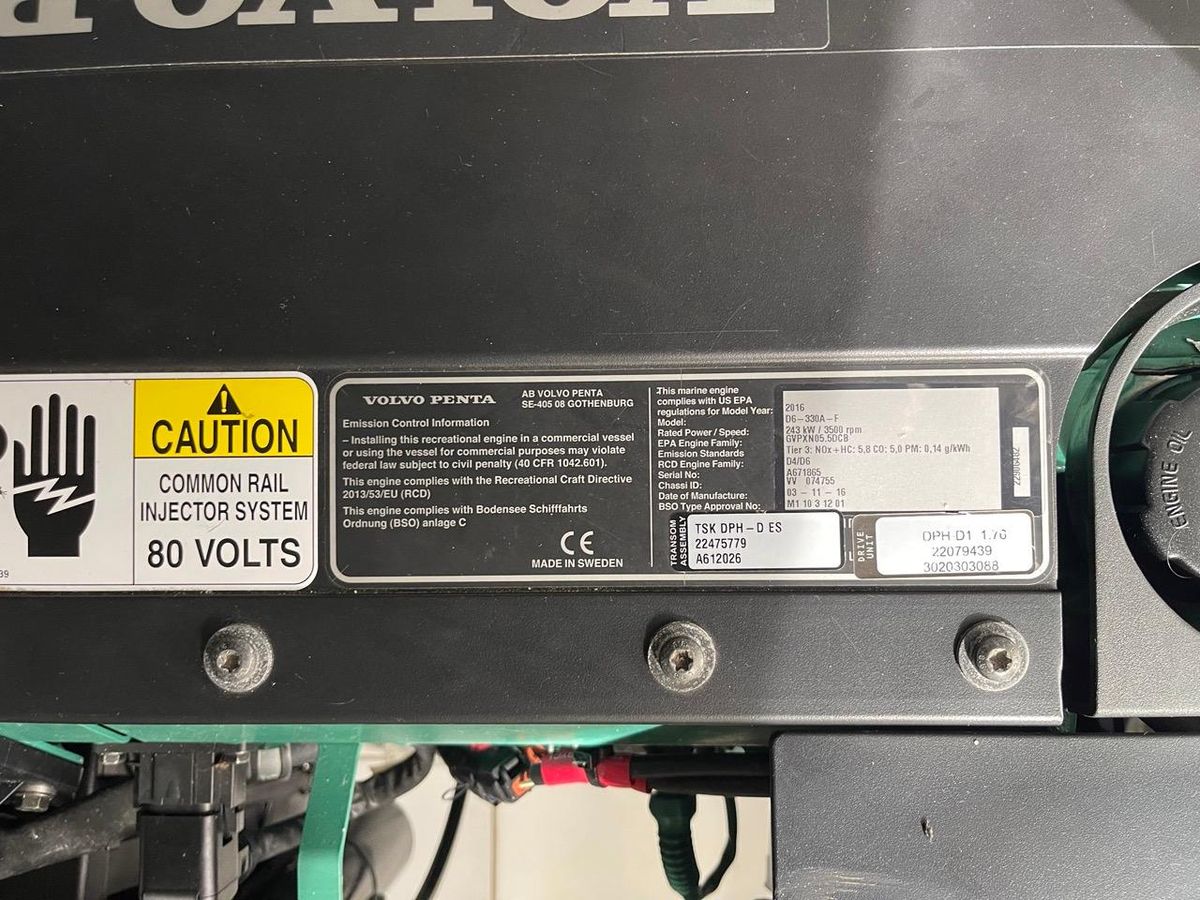 CAUTION
COMMON RAIL
INJECTOR SYSTEM
80 VOLTS
39
VOLVO PENTA
AB VOLVO PENTA
SE-405 08 GOTHENBURG
Emission Control Information
– Installing this recreational engine in a commercial vessel
or using the vessel for commercial purposes may violate
federal law subject to civil penalty (40 CFR 1042.601).
This engine complies with the Recreational Craft Directive
2013/53/EU (RCD)
This engine complies with Bodensee Schifffahrts
Ordnung (BSO) anlage C
CE
MADE IN SWEDEN
This marine engine
complies with US EPA
regulations for Model Year: 2016
Model: D6-330A-F
Rated Power / Speed: 243 kW / 3500 rpm
EPA Engine Family: GVPXN05.5DCB
Emission Standards Tier 3: NOx+HC: 5,8 CO: 5,0 PM: 0,14 g/kWh
RCD Engine Family: D4/D6
Serial No: A671865
Chassi ID: VV 074755
Date of Manufacture: 03-11-16
BSO Type Approval No: M1 10 3 12 01
TRANSOM
ASSEMBLY
TSK DPH-D ES
22475779
A612026
DRIVE
UNIT
DPH-D1 1.76
22079439
3020303088
ENGINE OIL